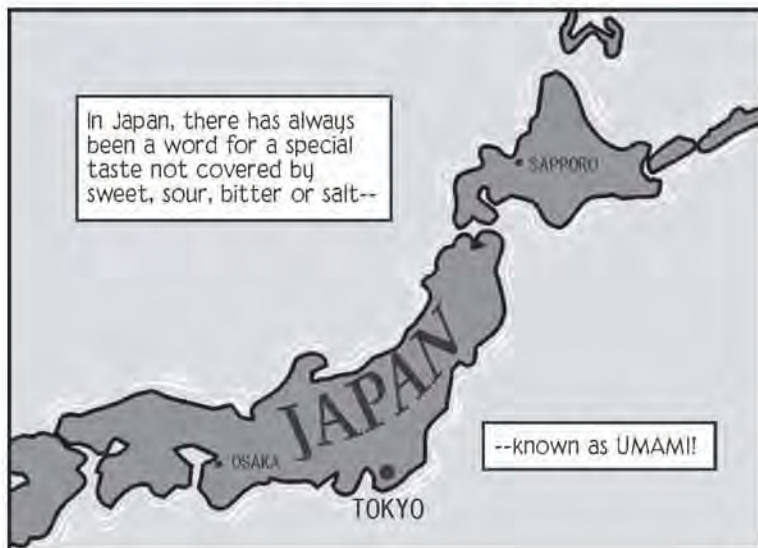 In Japan, there has always
been a word for a special
taste not covered by
sweet, sour, bitter or salt--
SAPPORO
JAPAN
--known as UMAMI!
OSAKA
TOKYO